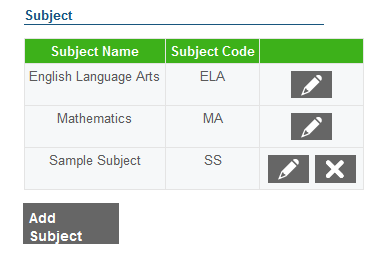 Subject
Subject Name Subject Code
English Language Arts ELA
Mathematics MA
Sample Subject SS
Add
Subject